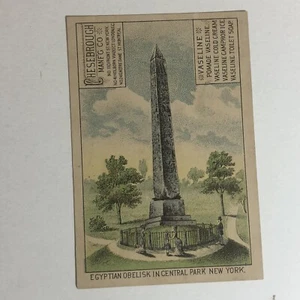 CHESEBROUGH
MAN'F'G CO
VASELINE
POMADE VASELINE
VASELINE COLD CREAM
VASELINE CAMPHOR ICE
VASELINE TOILET SOAP
EGYPTIAN OBELISK IN CENTRAL PARK NEW YORK.